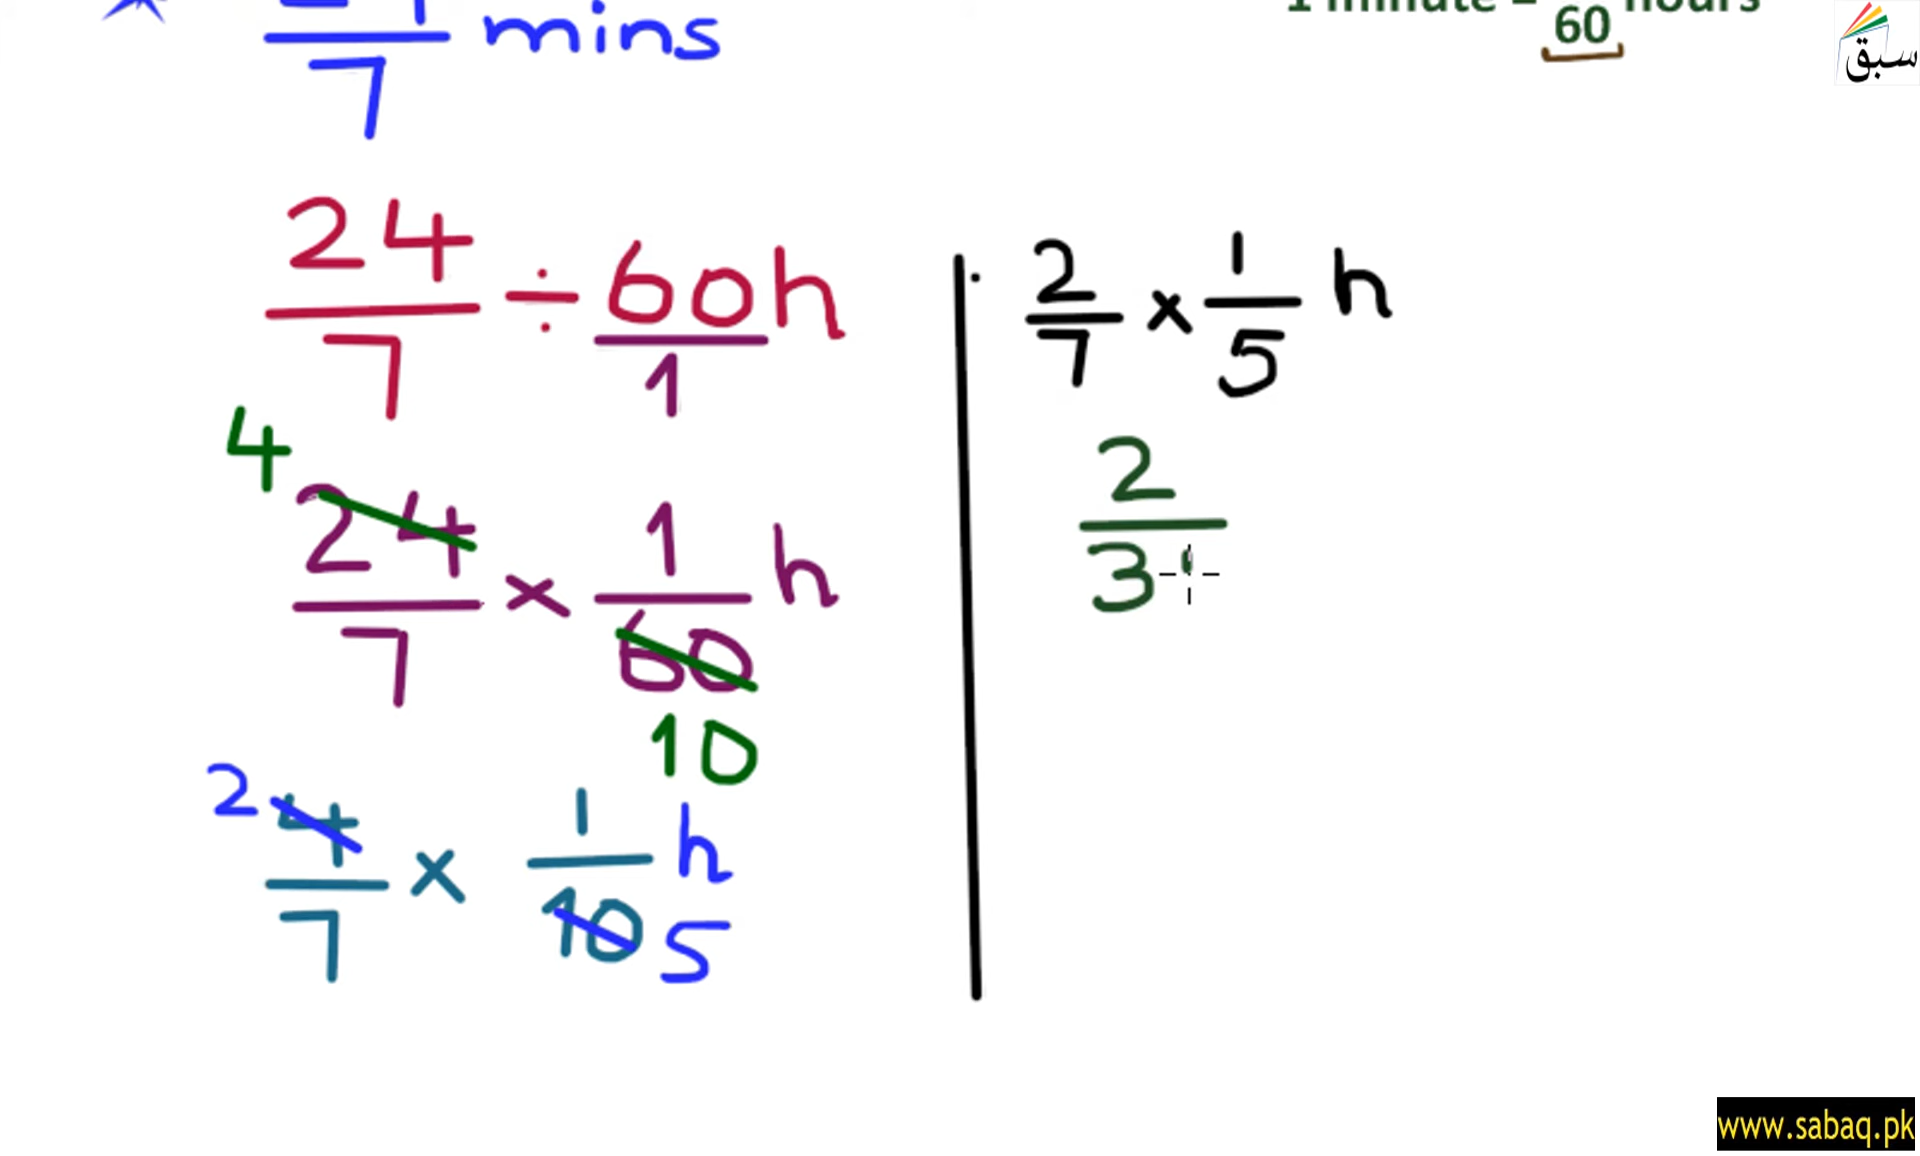 7 mins
1 minute = 60 hours
سبق
24/7 ÷ 60/1 h
4
24/7 × 1/60 h
10
2
4/7 × 1/10 h
5
2/7 × 1/5 h
2/3
www.sabaq.pk